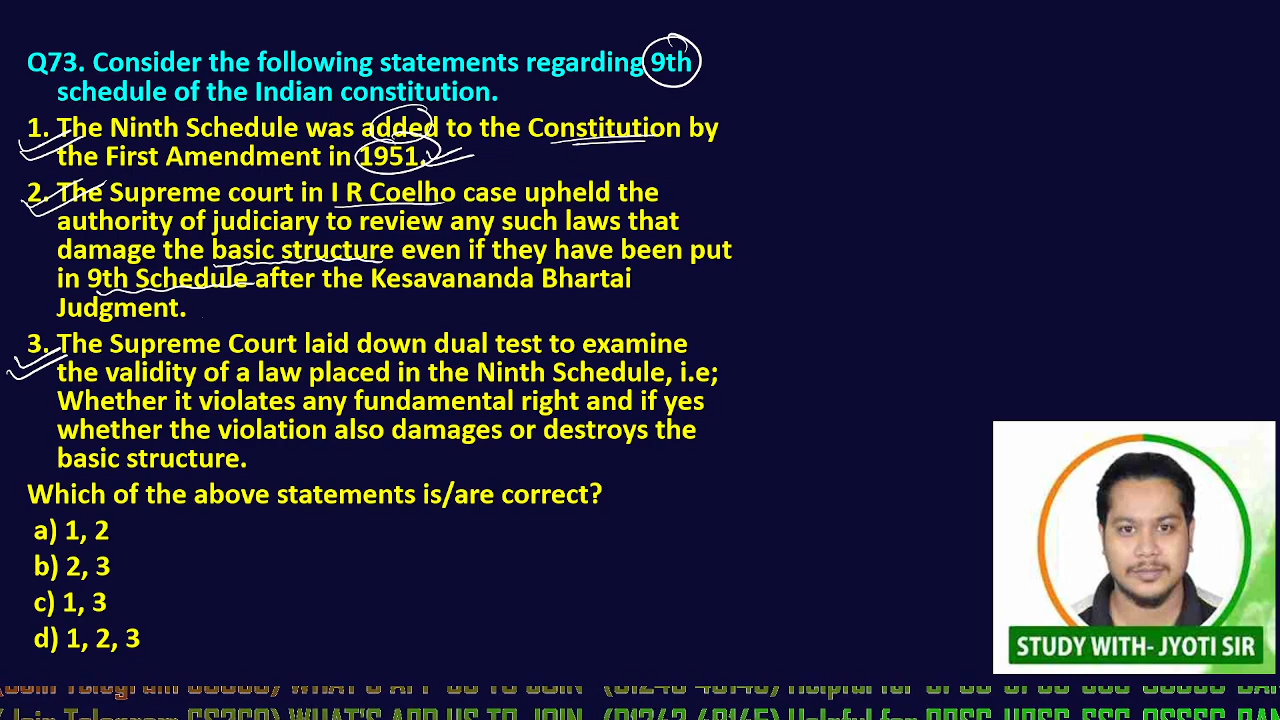 Q73. Consider the following statements regarding 9th
schedule of the Indian constitution.
1. The Ninth Schedule was added to the Constitution by
the First Amendment in 1951.
2. The Supreme court in I R Coelho case upheld the
authority of judiciary to review any such laws that
damage the basic structure even if they have been put
in 9th Schedule after the Kesavananda Bhartai
Judgment.
3. The Supreme Court laid down dual test to examine
the validity of a law placed in the Ninth Schedule, i.e;
Whether it violates any fundamental right and if yes
whether the violation also damages or destroys the
basic structure.
Which of the above statements is/are correct?
a) 1, 2
b) 2, 3
c) 1, 3
d) 1, 2, 3
STUDY WITH- JYOTI SIR